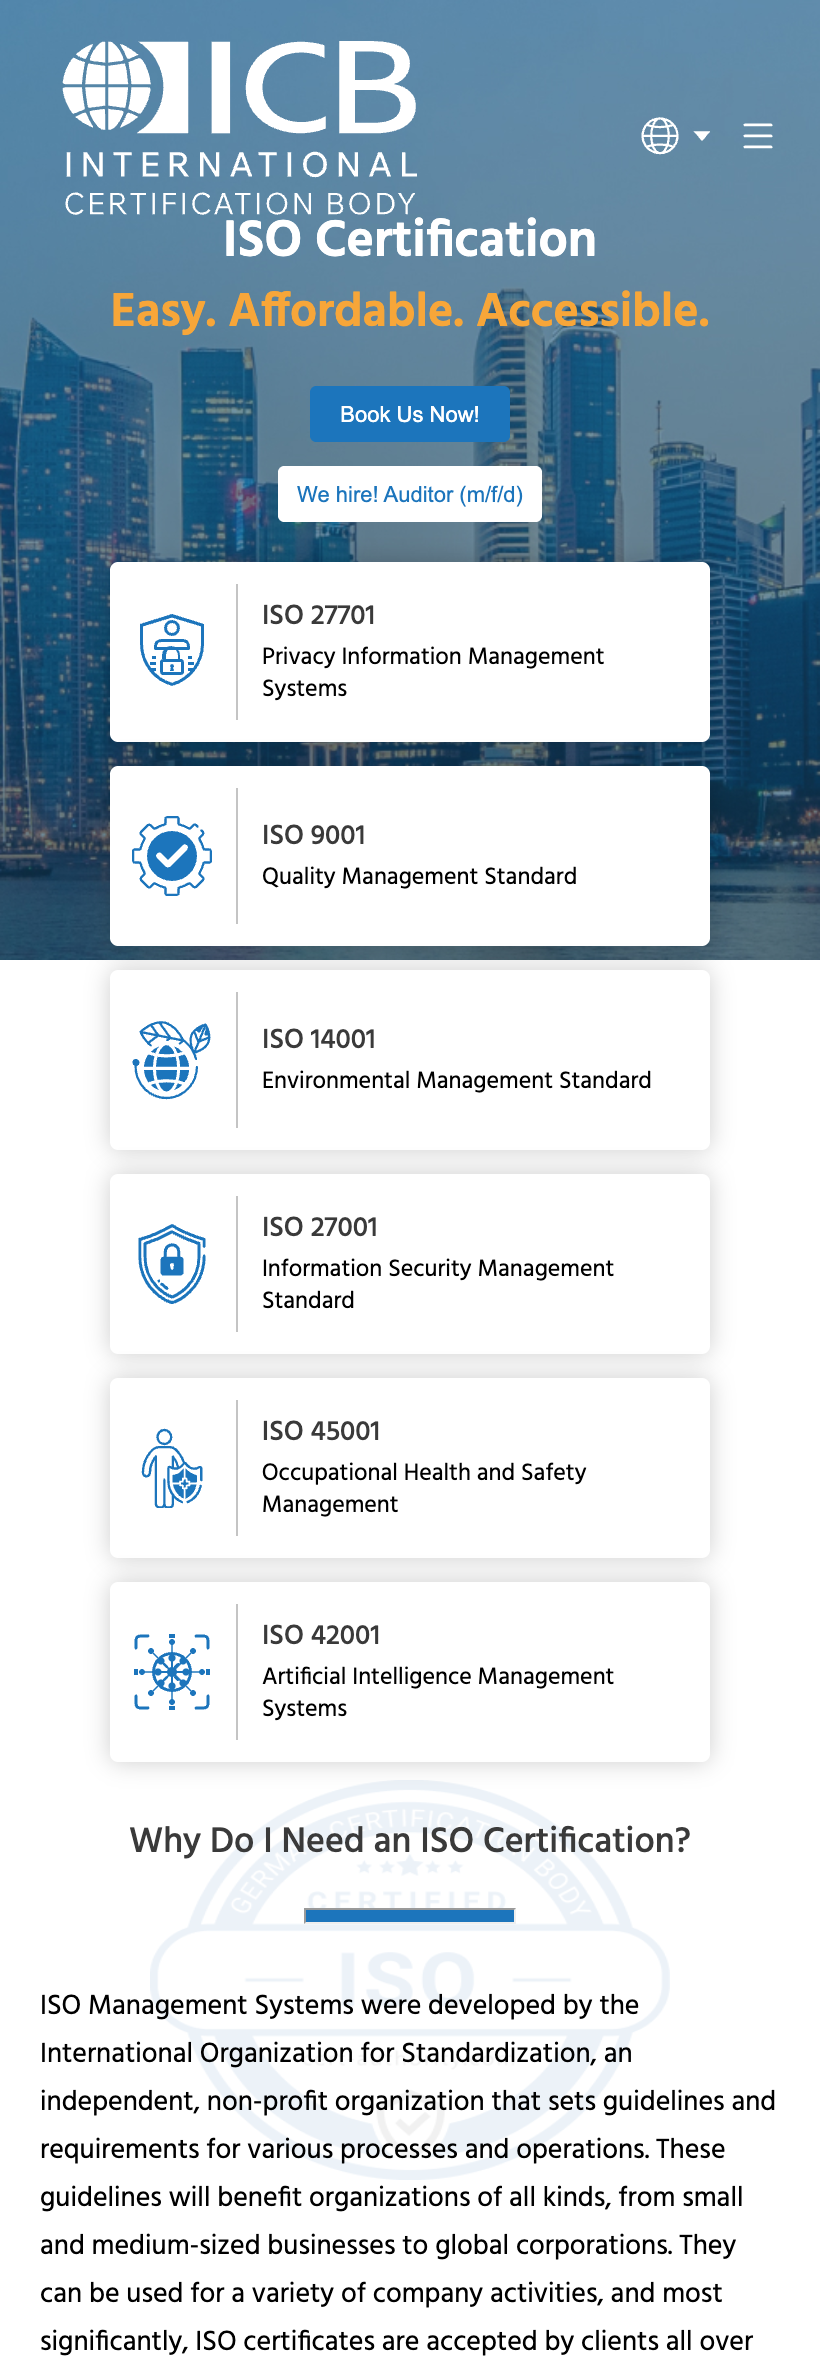 ICB
INTERNATIONAL
CERTIFICATION BODY
ISO Certification
Easy. Affordable. Accessible.
Book Us Now!
We hire! Auditor (m/f/d)
ISO 27701
Privacy Information Management
Systems
ISO 9001
Quality Management Standard
ISO 14001
Environmental Management Standard
ISO 27001
Information Security Management
Standard
ISO 45001
Occupational Health and Safety
Management
ISO 42001
Artificial Intelligence Management
Systems
GERMAN CERTIFICATION BODY
Why Do I Need an ISO Certification?
CERTIFIED
ISO
ISO Management Systems were developed by the
International Organization for Standardization, an
independent, non-profit organization that sets guidelines and
requirements for various processes and operations. These
guidelines will benefit organizations of all kinds, from small
and medium-sized businesses to global corporations. They
can be used for a variety of company activities, and most
significantly, ISO certificates are accepted by clients all over